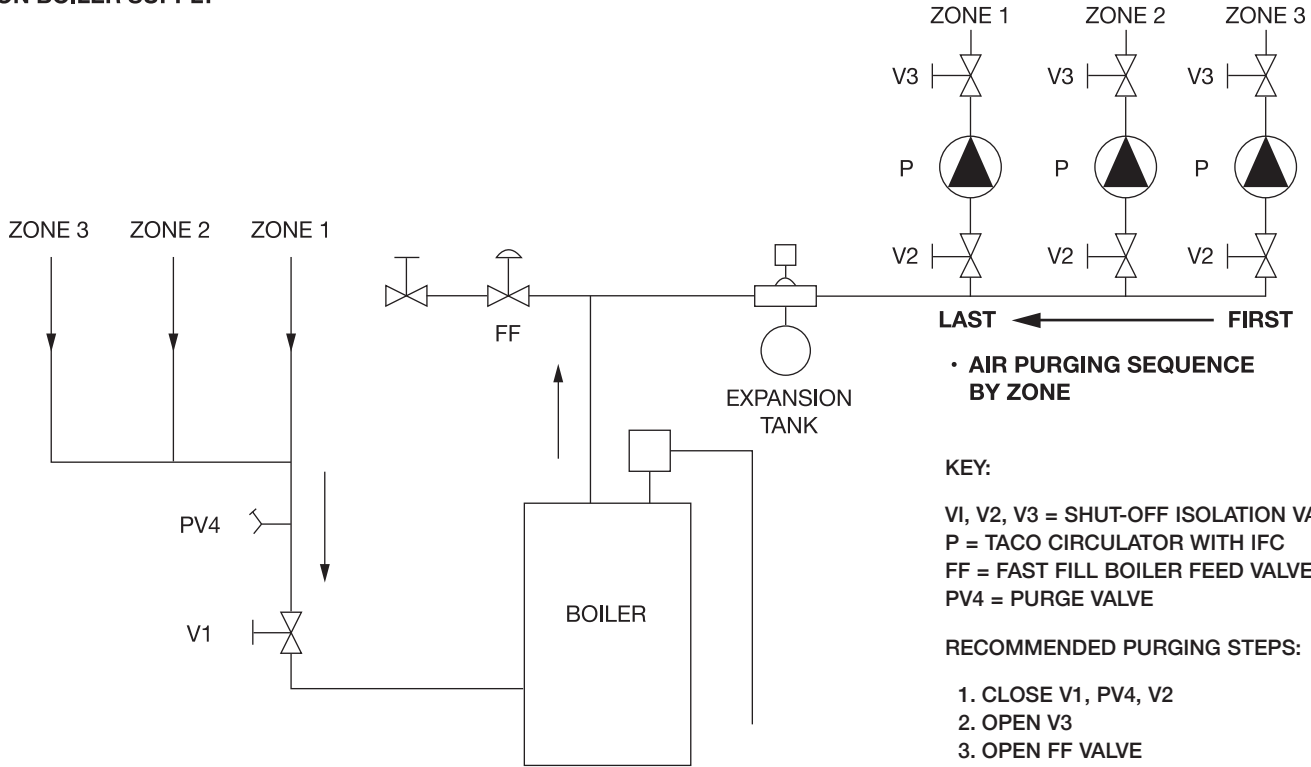 ZONE 1 ZONE 2 ZONE 3
V3 V3 V3
P P P
ZONE 3 ZONE 2 ZONE 1
V2 V2 V2
FF
LAST FIRST
• AIR PURGING SEQUENCE
BY ZONE
EXPANSION
TANK
KEY:
PV4
VI, V2, V3 = SHUT-OFF ISOLATION
P = TACO CIRCULATOR WITH IFC
FF = FAST FILL BOILER FEED VALVE
PV4 = PURGE VALVE
BOILER
V1
RECOMMENDED PURGING STEPS:
1. CLOSE V1, PV4, V2
2. OPEN V3
3. OPEN FF VALVE